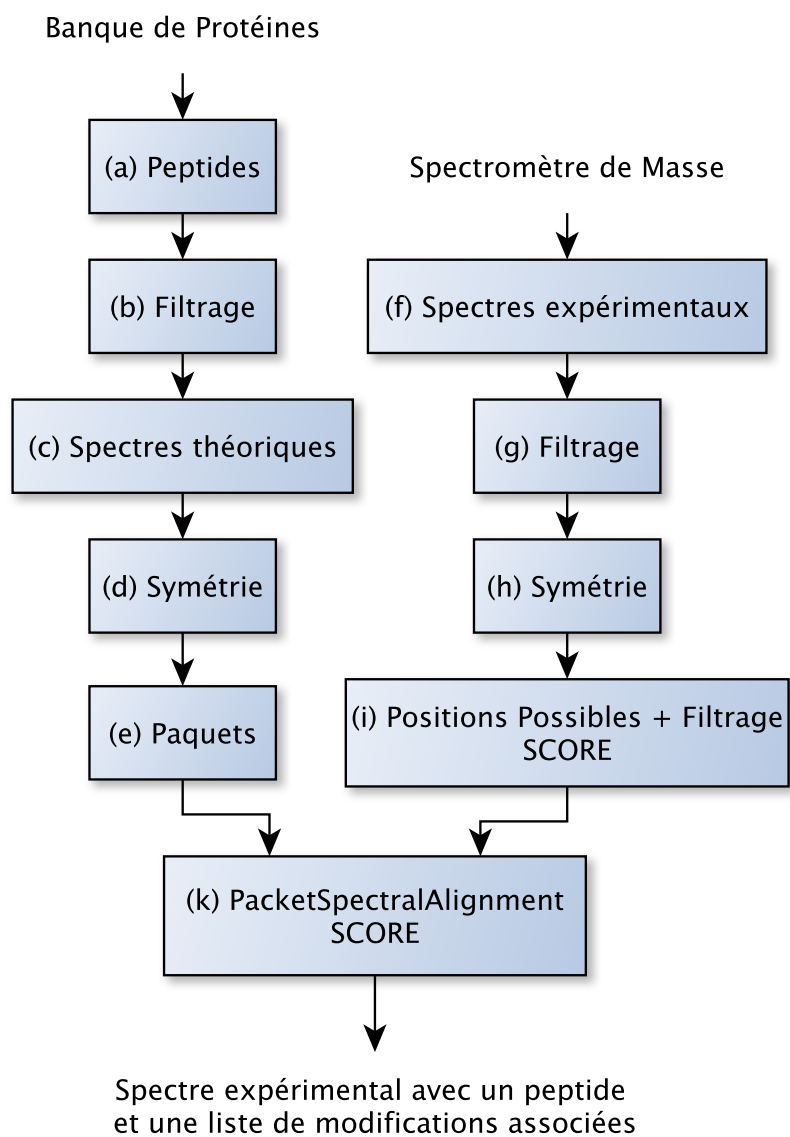 Banque de Protéines
(a) Peptides
(b) Filtrage
(c) Spectres théoriques
(d) Symétrie
(e) Paquets
Spectromètre de Masse
(f) Spectres expérimentaux
(g) Filtrage
(h) Symétrie
(i) Positions Possibles + Filtrage
SCORE
(k) PacketSpectralAlignment
SCORE
Spectre expérimental avec un peptide
et une liste de modifications associées